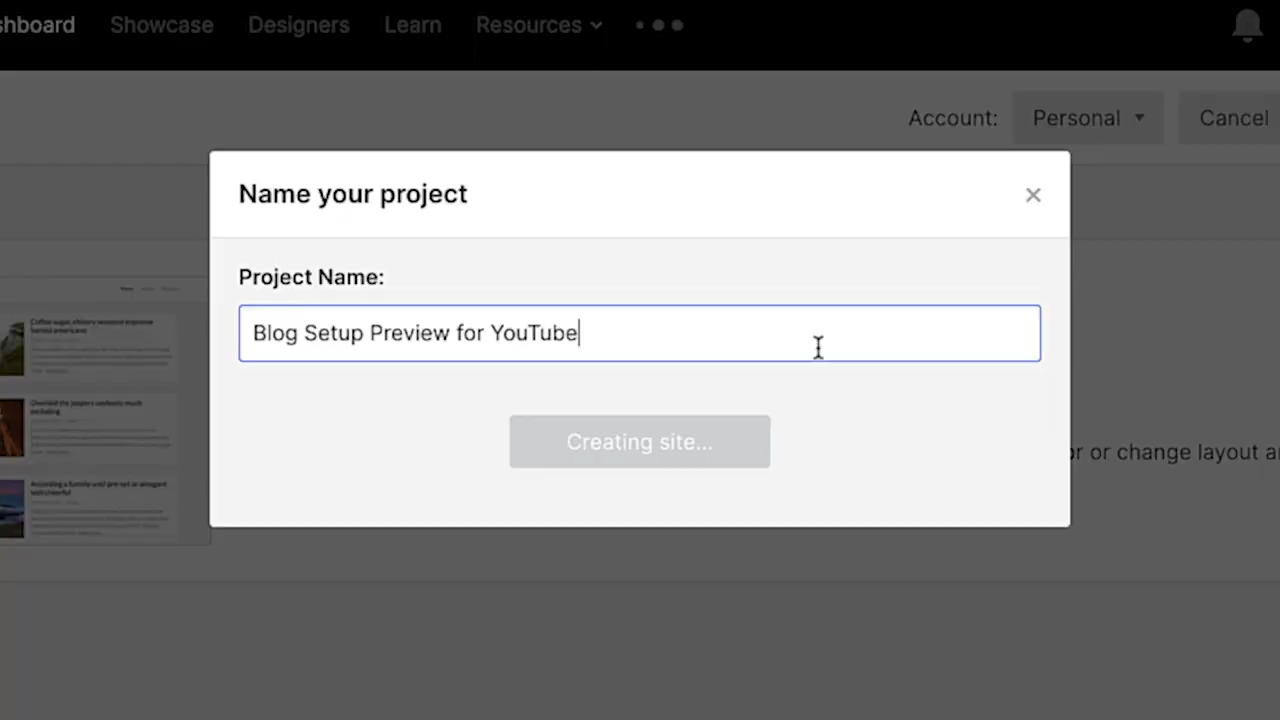 shboard Showcase Designers Learn Resources
Account: Personal Cancel
Name your project
Project Name:
Blog Setup Preview for YouTube
Creating site...
or or change layout a